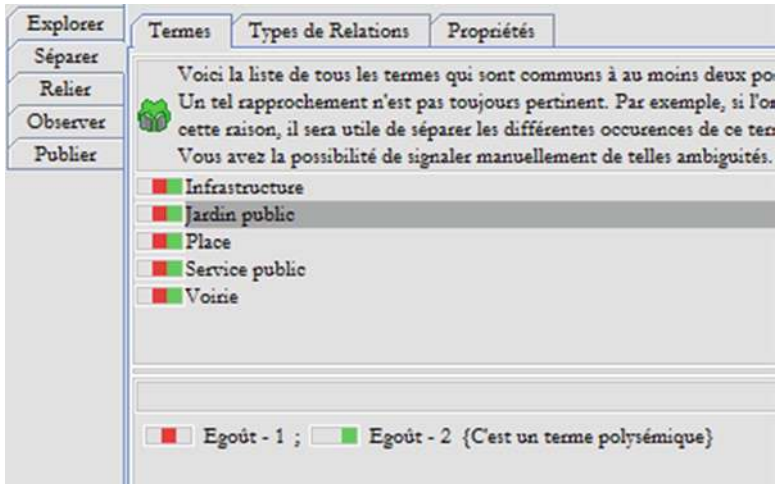 Explorer
Séparer
Relier
Observer
Publier
Termes
Types de Relations
Propriétés
Voici la liste de tous les termes qui sont communs à au moins deux
Un tel rapprochement n'est pas toujours pertinent. Par exemple, si
cette raison, il sera utile de séparer les différentes occurences de ce
Vous avez la possibilité de signaler manuellement de telles ambiguités.
Infrastructure
Jardin public
Place
Service public
Voirie
Egoût - 1 ; Egoût - 2 {C'est un terme polysémique}